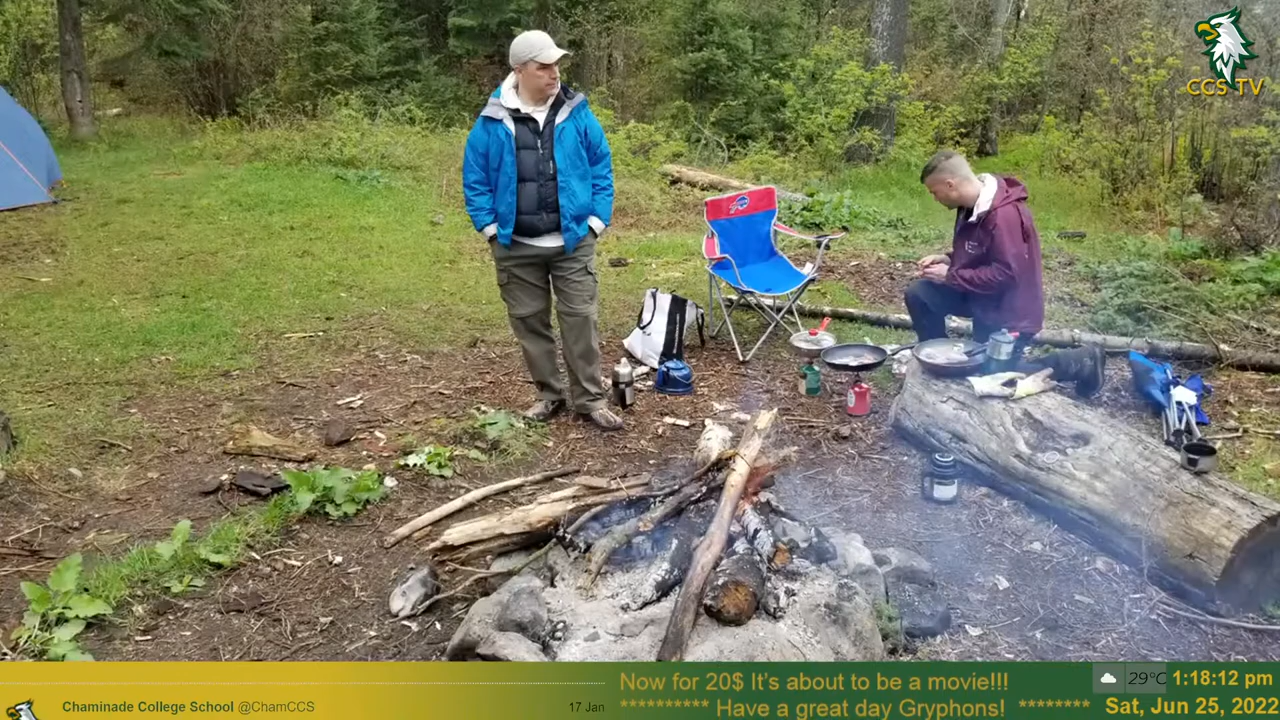 CCS TV
Now for 20$ It's about to be a movie!!!
29°C
1:18:12 pm
Chaminade College School @ChamCCS
17 Jan
********** Have a great day Gryphons! ********
Sat, Jun 25, 2022